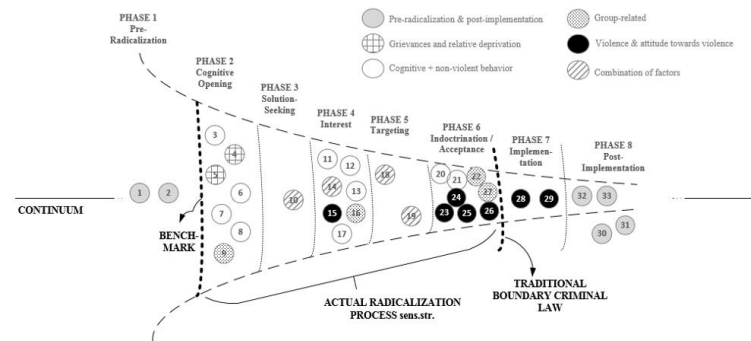 PHASE 1
Pre-
Radicalization
Pre-radicalization & post-implementation
Group-related
Grievances and relative deprivation
Violence & attitude towards violence
Cognitive + non-violent behavior
Combination of factors
PHASE 2
Cognitive
Opening
PHASE 3
Solution-
Seeking
PHASE 4
Interest
PHASE 5
Targeting
PHASE 6
Indoctrination /
Acceptance
PHASE 7
Implemen-
tation
PHASE 8
Post-
Implementation
1
2
3
4
5
6
7
8
9
10
11
12
13
14
15
16
17
18
19
20
21
22
27
24
23
25
26
28
29
32
33
30
31
CONTINUUM
BENCH-
MARK
ACTUAL RADICALIZATION
PROCESS sens.str.
TRADITIONAL
BOUNDARY CRIMINAL
LAW